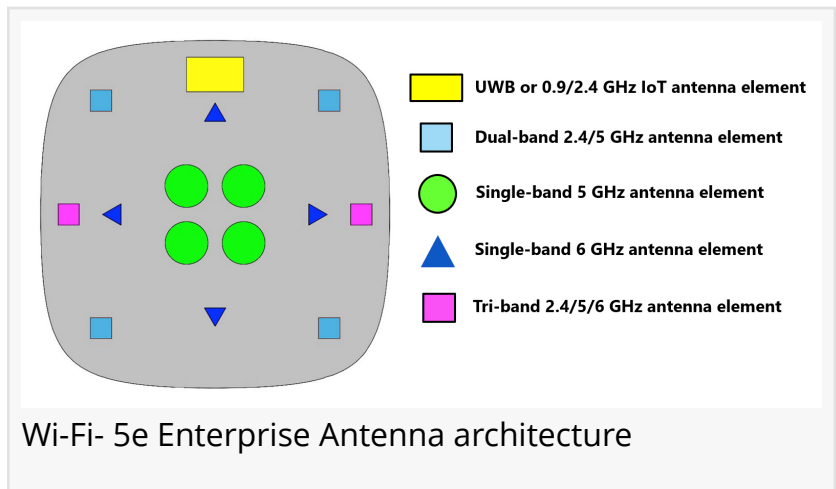 UWB or 0.9/2.4 GHz IoT antenna element
Dual-band 2.4/5 GHz antenna element
Single-band 5 GHz antenna element
Single-band 6 GHz antenna element
Tri-band 2.4/5/6 GHz antenna element
Wi-Fi- 5e Enterprise Antenna architecture